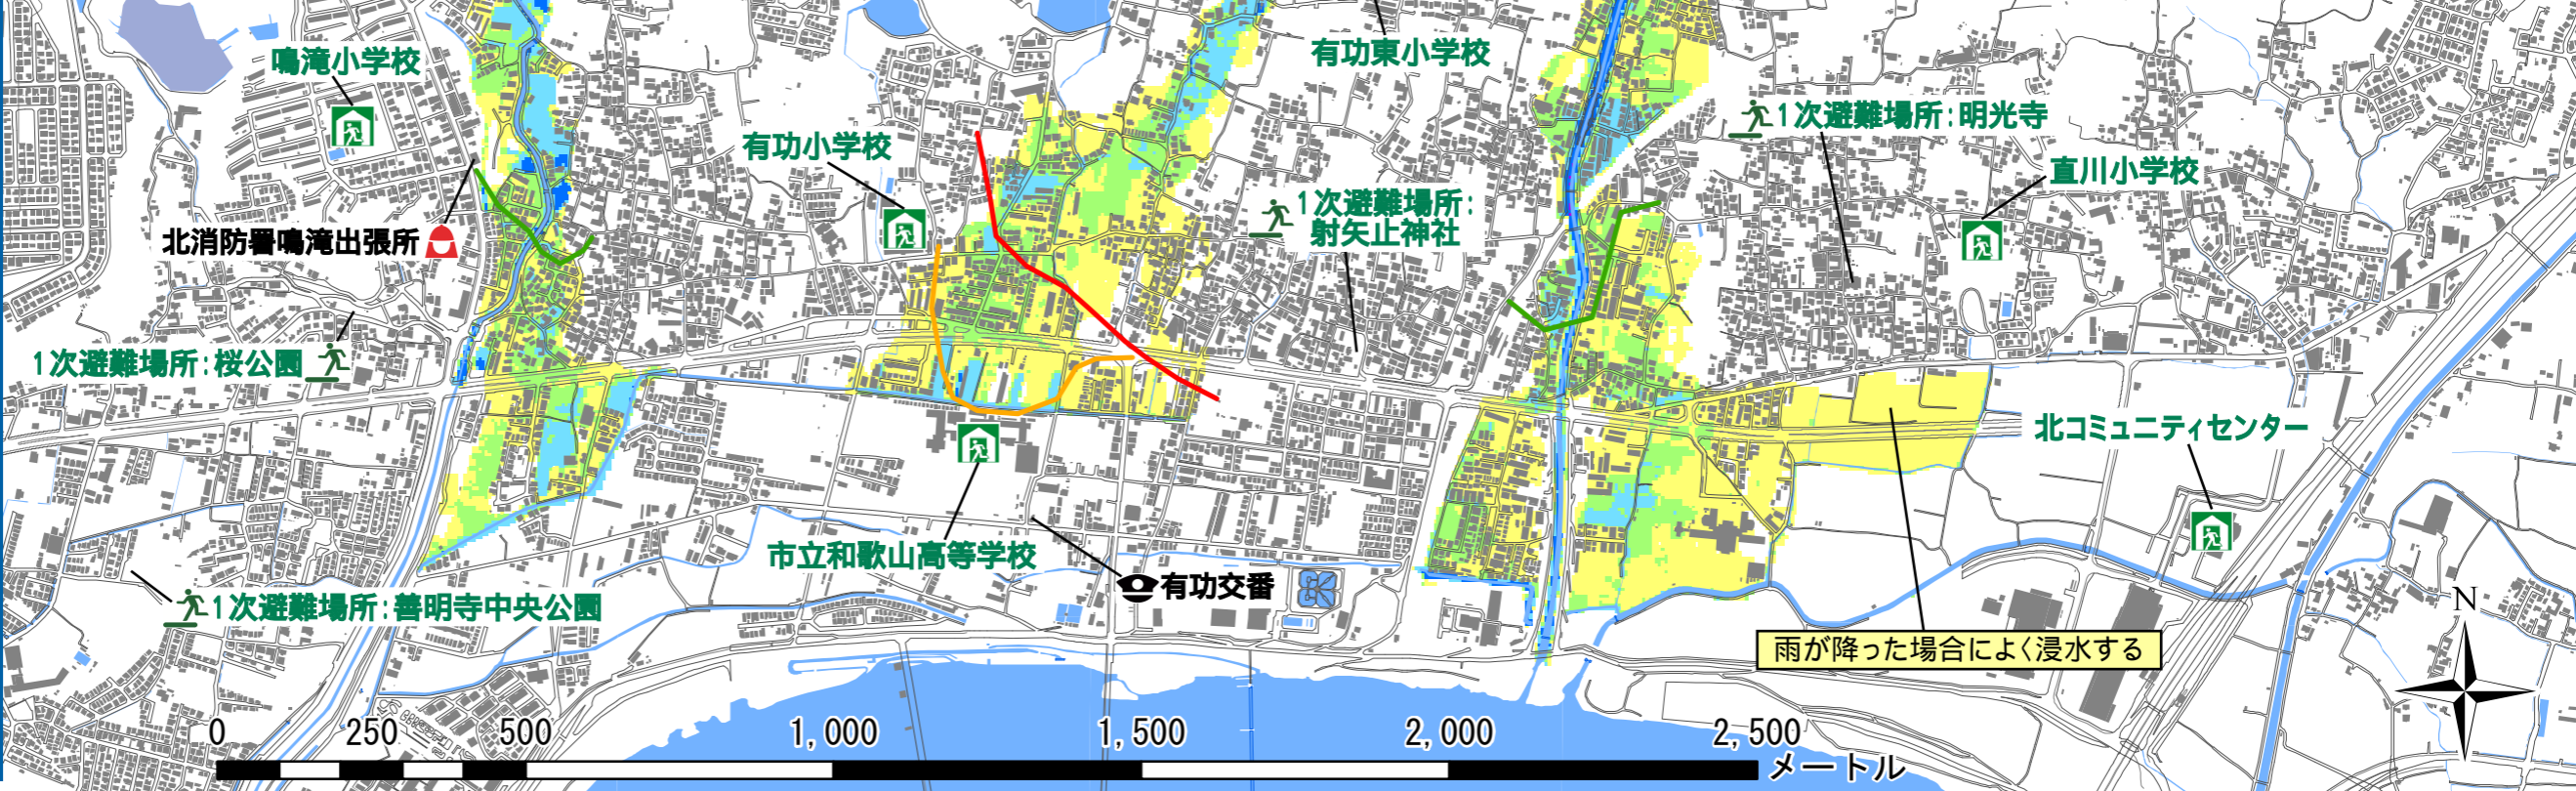 鳴滝小学校
有功東小学校
1次避難場所:明光寺
有功小学校
直川小学校
1次避難場所:
射矢止神社
北消防署鳴滝出張所
1次避難場所:桜公園
北コミュニティセンター
市立和歌山高等学校
有功交番
1次避難場所:善明寺中央公園
N
雨が降った場合によく浸水する
0 250 500 1,000 1,500 2,000 2,500
メートル